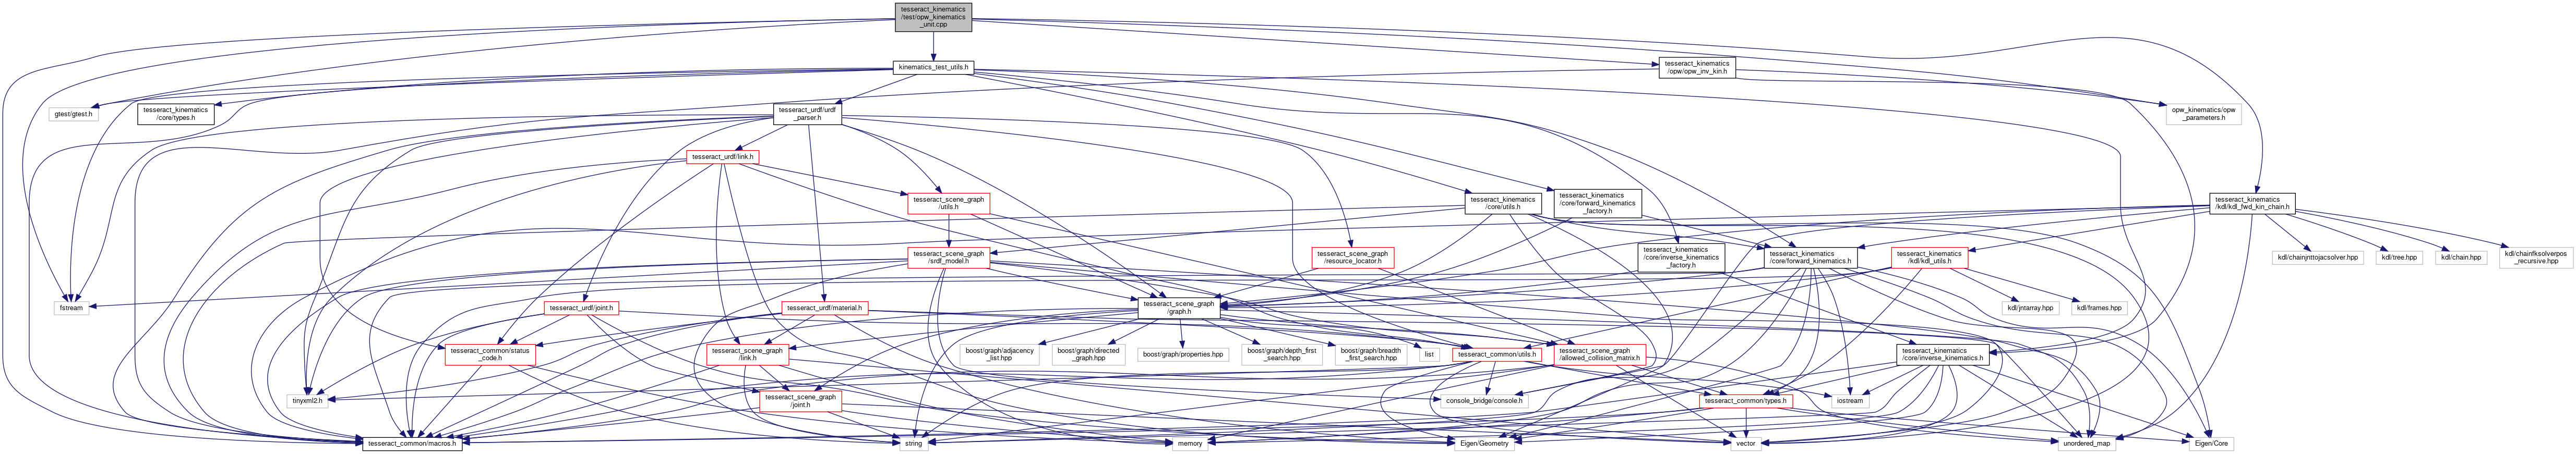 tesseract_kinematics
/test/opw_kinematics
_unit.cpp
kinematics_test_utils.h
tesseract_kinematics
/opw/opw_inv_kin.h
gtest/gtest.h
tesseract_kinematics
/core/types.h
tesseract_urdf/urdf
_parser.h
opw_kinematics/opw
_parameters.h
tesseract_urdf/link.h
tesseract_scene_graph
/utils.h
tesseract_kinematics
/core/utils.h
tesseract_kinematics
/core/forward_kinematics
_factory.h
tesseract_kinematics
/kdl/kdl_fwd_kin_chain.h
tesseract_scene_graph
/srdf_model.h
tesseract_scene_graph
/resource_locator.h
tesseract_kinematics
/core/inverse_kinematics
_factory.h
tesseract_kinematics
/core/forward_kinematics.h
tesseract_kinematics
/kdl/kdl_utils.h
kdl/chainjnttojacsolver.hpp
kdl/tree.hpp
kdl/chain.hpp
kdl/chainfksolverpos
_recursive.hpp
fstream
tesseract_urdf/joint.h
tesseract_urdf/material.h
tesseract_scene_graph
/graph.h
kdl/jntarray.hpp
kdl/frames.hpp
tesseract_common/status
_code.h
tesseract_scene_graph
/link.h
boost/graph/adjacency
_list.hpp
boost/graph/directed
_graph.hpp
boost/graph/properties.hpp
boost/graph/depth_first
_search.hpp
boost/graph/breadth
_first_search.hpp
list
tesseract_common/utils.h
tesseract_scene_graph
/allowed_collision_matrix.h
tesseract_kinematics
/core/inverse_kinematics.h
tinyxml2.h
tesseract_scene_graph
/joint.h
console_bridge/console.h
tesseract_common/types.h
iostream
tesseract_common/macros.h
string
memory
Eigen/Geometry
vector
unordered_map
Eigen/Core